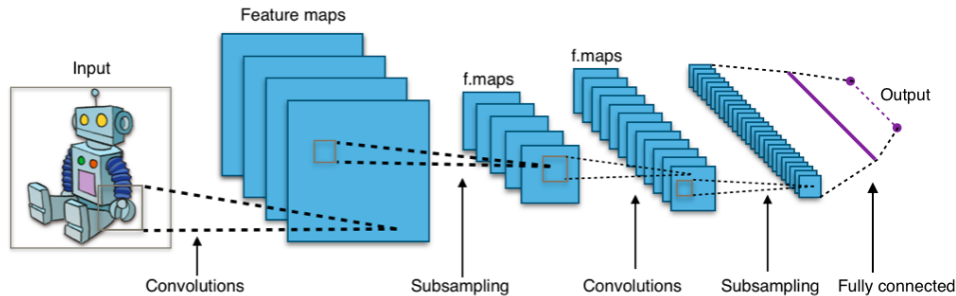 Feature maps
Input
f.maps
f.maps
Output
Convolutions
Subsampling
Convolutions
Subsampling
Fully connected